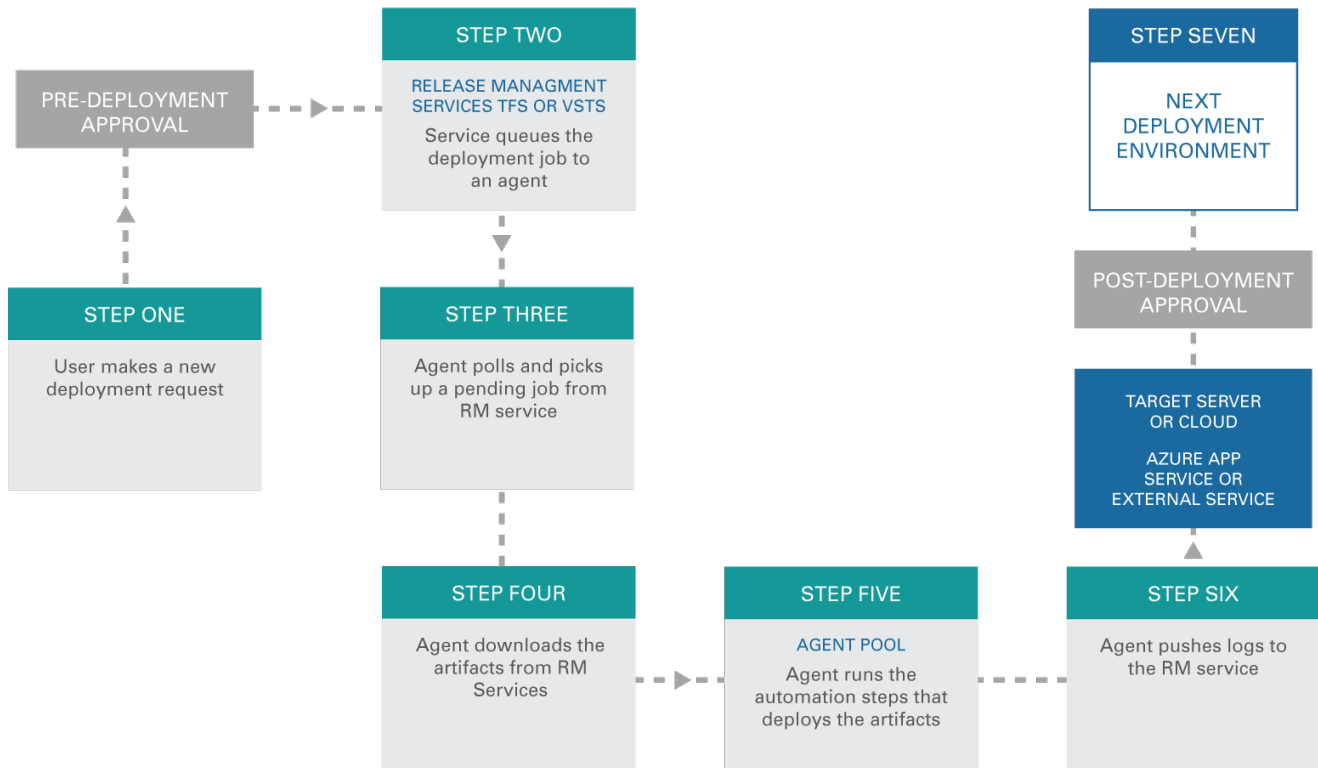 STEP ONE
User makes a new
deployment request
PRE-DEPLOYMENT
APPROVAL
STEP TWO
RELEASE MANAGMENT
SERVICES TFS OR VSTS
Service queues the
deployment job to
an agent
STEP THREE
Agent polls and picks
up a pending job from
RM service
STEP FOUR
Agent downloads the
artifacts from RM
Services
STEP FIVE
AGENT POOL
Agent runs the
automation steps that
deploys the artifacts
STEP SIX
Agent pushes logs to
the RM service
TARGET SERVER
OR CLOUD
AZURE APP
SERVICE OR
EXTERNAL SERVICE
POST-DEPLOYMENT
APPROVAL
STEP SEVEN
NEXT
DEPLOYMENT
ENVIRONMENT